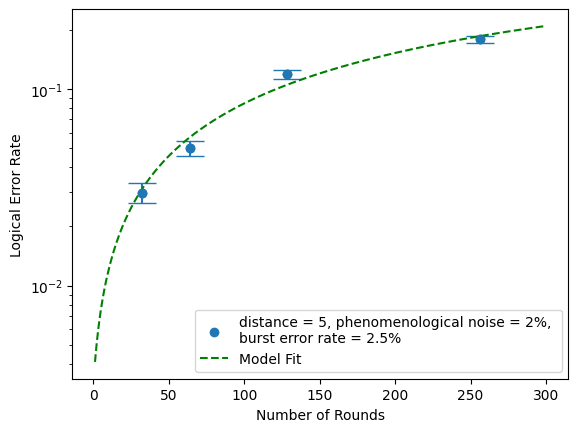 Logical Error Rate
10⁻¹
10⁻²
distance = 5, phenomenological noise = 2%,
burst error rate = 2.5%
Model Fit
0 50 100 150 200 250 300
Number of Rounds